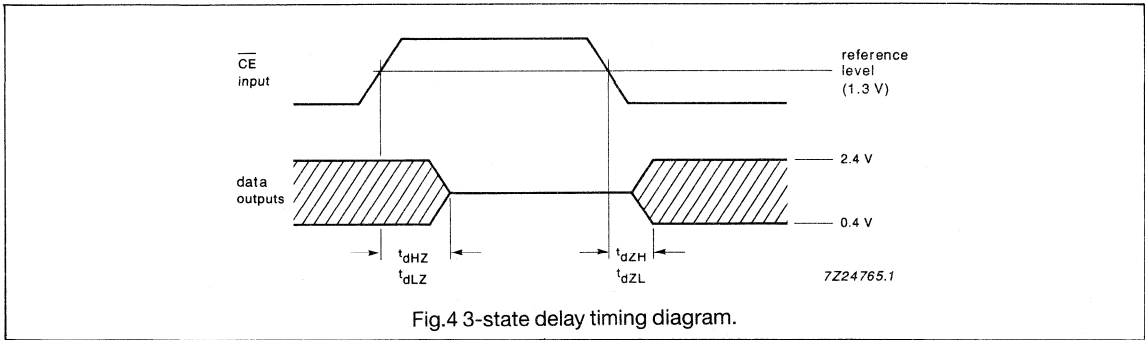 CE
input
reference
level
(1.3 V)
2.4 V
data
outputs
0.4 V
tdHZ
tdLZ
tdZH
tdZL
7Z24765.1
Fig.4 3-state delay timing diagram.